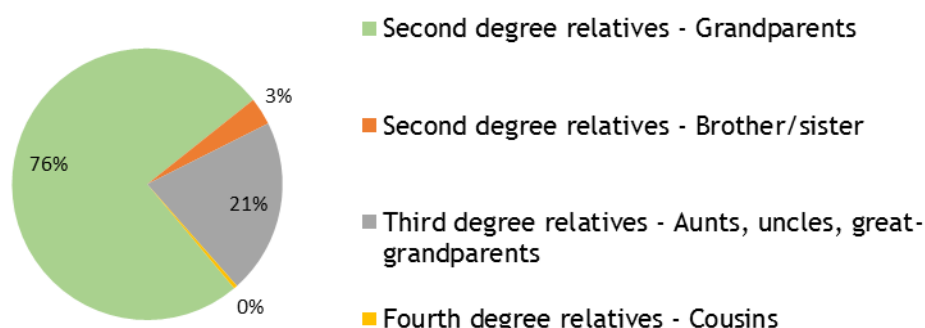 Second degree relatives - Grandparents
3%
Second degree relatives - Brother/sister
76%
21%
Third degree relatives - Aunts, uncles, great-
grandparents
0%
Fourth degree relatives - Cousins